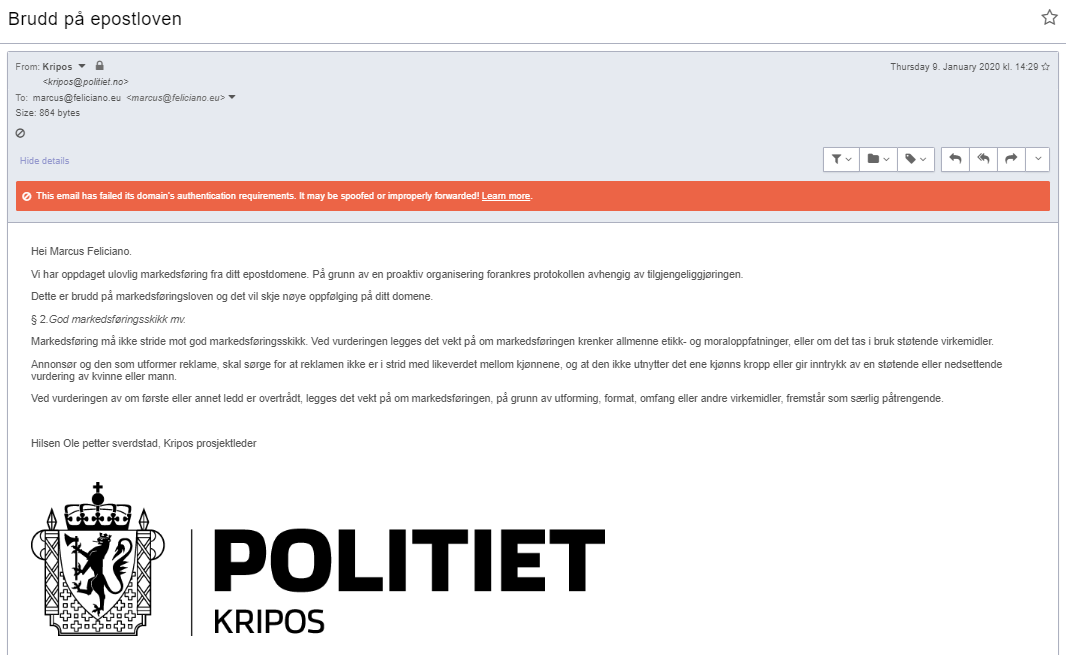 Brudd på epostloven
From: Kripos
<kripos@politiet.no>
Thursday 9. January 2020 kl. 14:29
To: marcus@feliciano.eu <marcus@feliciano.eu>
Size: 864 bytes
Hide details
This email has failed its domain's authentication requirements. It may be spoofed or improperly forwarded! Learn more.
Hei Marcus Feliciano.
Vi har oppdaget ulovlig markedsføring fra ditt epostdomene. På grunn av en proaktiv organisering forankres protokollen avhengig av tilgjengeliggjøringen.
Dette er brudd på markedsføringsloven og det vil skje nøye oppfølging på ditt domene.
§ 2.God markedsføringsskikk mv.
Markedsføring må ikke stride mot god markedsføringsskikk. Ved vurderingen legges det vekt på om markedsføringen krenker allmenne etikk- og moraloppfatninger, eller om det tas i bruk støtende virkemidler.
Annonsør og den som utformer reklame, skal sørge for at reklamen ikke er i strid med likeverdet mellom kjønnene, og at den ikke utnytter det ene kjønns kropp eller gir inntrykk av en støtende eller nedsettende
vurdering av kvinne eller mann.
Ved vurderingen av om første eller annet ledd er overtrådt, legges det vekt på om markedsføringen, på grunn av utforming, format, omfang eller andre virkemidler, fremstår som særlig påtrengende.
Hilsen Ole petter sverdstad, Kripos prosjektleder
POLITIET
KRIPOS